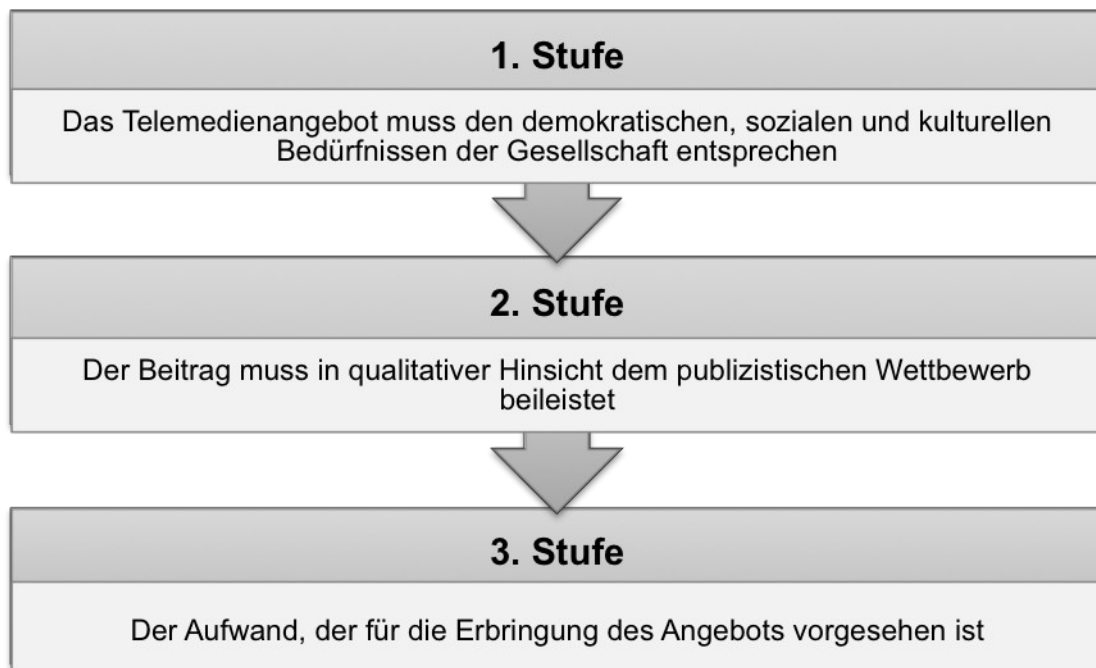 1. Stufe
Das Telemedienangebot muss den demokratischen, sozialen und kulturellen
Bedürfnissen der Gesellschaft entsprechen
2. Stufe
Der Beitrag muss in qualitativer Hinsicht dem publizistischen Wettbewerb
beileistet
3. Stufe
Der Aufwand, der für die Erbringung des Angebots vorgesehen ist